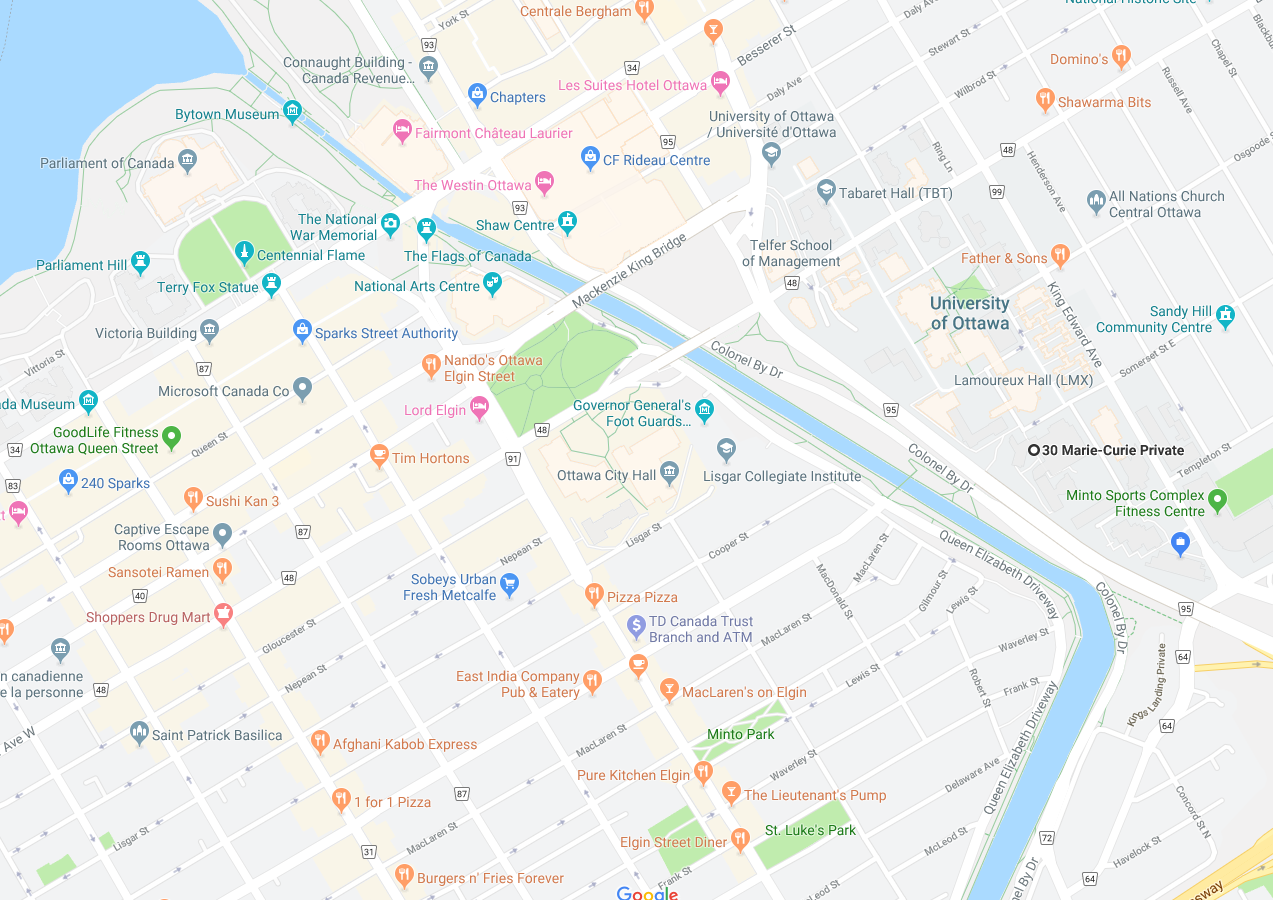 York St
Centrale Bergham
Daly Ave
National Historic Site
93
Besserer St
Stewart St
Blackbu
Connaught Building -
Canada Revenue...
34
Domino's
Chapel St
Les Suites Hotel Ottawa
Daly Ave
Wilbrod St
Russell Ave
Chapters
Shawarma Bits
Bytown Museum
University of Ottawa
/ Université d'Ottawa
Fairmont Château Laurier
95
Osgoode S
Parliament of Canada
CF Rideau Centre
Ring Ln
48
Henderson Ave
The Westin Ottawa
Tabaret Hall (TBT)
99
All Nations Church
Central Ottawa
93
The National
War Memorial
Shaw Centre
Mackenzie King Bridge
Telfer School
of Management
Centennial Flame
The Flags of Canada
Father & Sons
Parliament Hill
Terry Fox Statue
National Arts Centre
48
University
of Ottawa
King Edward Ave
Sandy Hill
Community Centre
Victoria Building
Sparks Street Authority
Colonel By Dr
Somerset St E
Vittoria St
87
Nando's Ottawa
Elgin Street
Lamoureux Hall (LMX)
Microsoft Canada Co
da Museum
Lord Elgin
Governor General's
Foot Guards...
95
GoodLife Fitness
Ottawa Queen Street
Queen St
48
34
Tim Hortons
91
Colonel By Dr
30 Marie-Curie Private
Templeton St
83
240 Sparks
Ottawa City Hall
Lisgar Collegiate Institute
Sushi Kan 3
Minto Sports Complex
Fitness Centre
tt
Captive Escape
Rooms Ottawa
87
Lisgar St
Cooper St
Nepean St
MacLaren St
Queen Elizabeth Driveway
Sansotei Ramen
48
Sobeys Urban
Fresh Metcalfe
MacDonald St
Gilmour St
Lewis St
Colonel By Dr
40
Pizza Pizza
Shoppers Drug Mart
TD Canada Trust
Branch and ATM
95
Gloucester St
MacLaren St
Waverley St
64
n canadienne
e la personne
48
Nepean St
East India Company
Pub & Eatery
Lewis St
Robert St
Frank St
Kings Landing Private
MacLaren's on Elgin
64
Ave W
Saint Patrick Basilica
Minto Park
Afghani Kabob Express
MacLaren St
Queen Elizabeth Driveway
Waverley St
Delaware Ave
Pure Kitchen Elgin
1 for 1 Pizza
87
The Lieutenant's Pump
Concord St N
Lisgar St
MacLaren St
Elgin Street Diner
St. Luke's Park
McLeod St
72
31
Havelock St
Burgers n' Fries Forever
Frank St
64
Google
cLeod St
nel By Dr
ssway